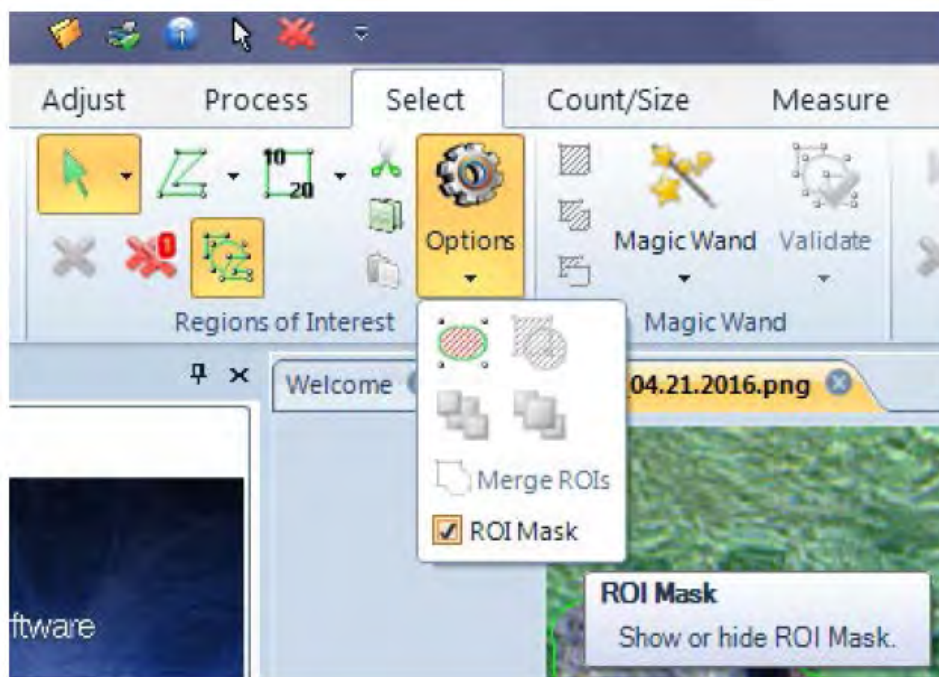 Adjust Process Select Count/Size Measure
10
20
1
Options
Magic Wand Validate
Regions of Interest Magic Wand
Welcome 04.21.2016.png
Merge ROIs
ROI Mask
ROI Mask
Show or hide ROI Mask.